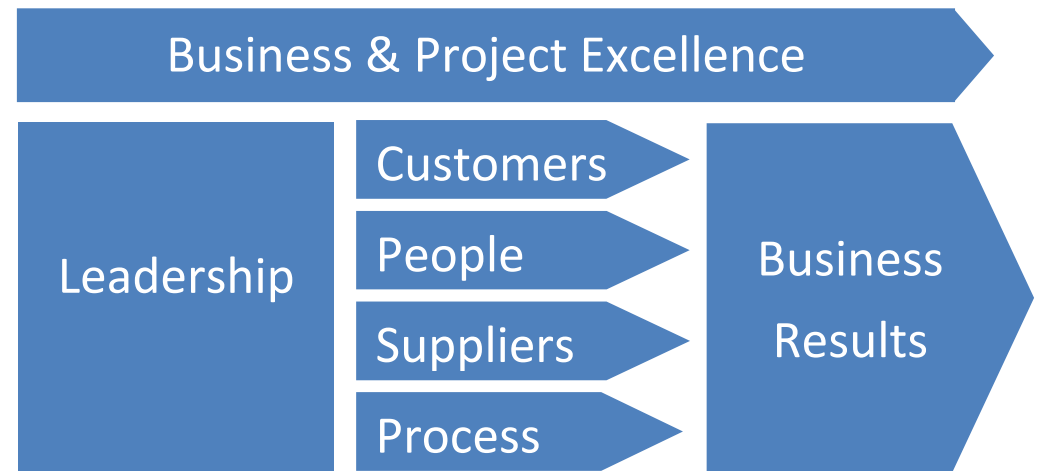 Business & Project Excellence
Leadership
Customers
People
Suppliers
Process
Business
Results